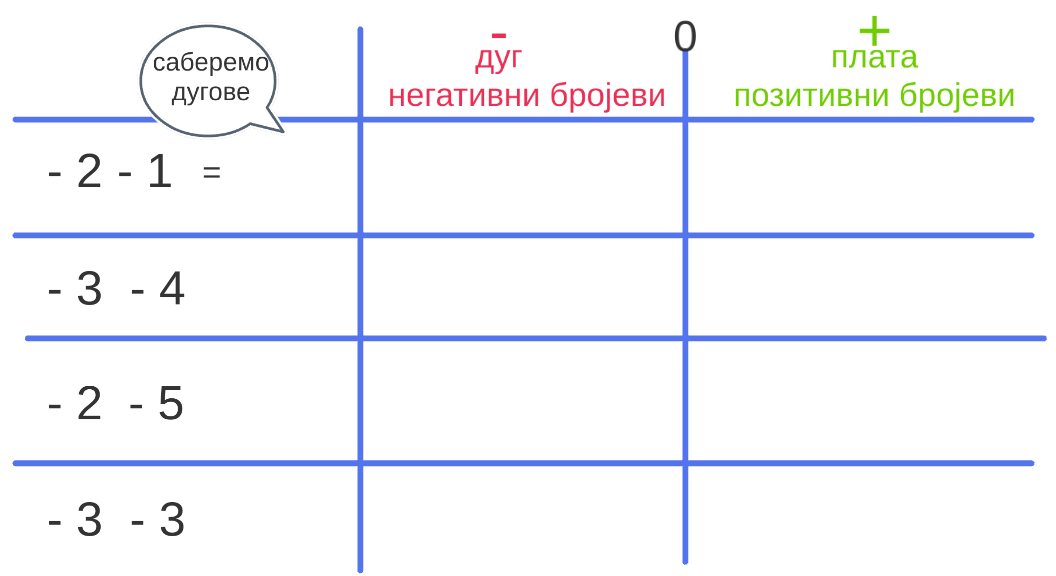 саберемо
дугове
-
дуг
негативни бројеви
0
+
плата
позитивни бројеви
- 2 - 1 =
- 3 - 4
- 2 - 5
- 3 - 3